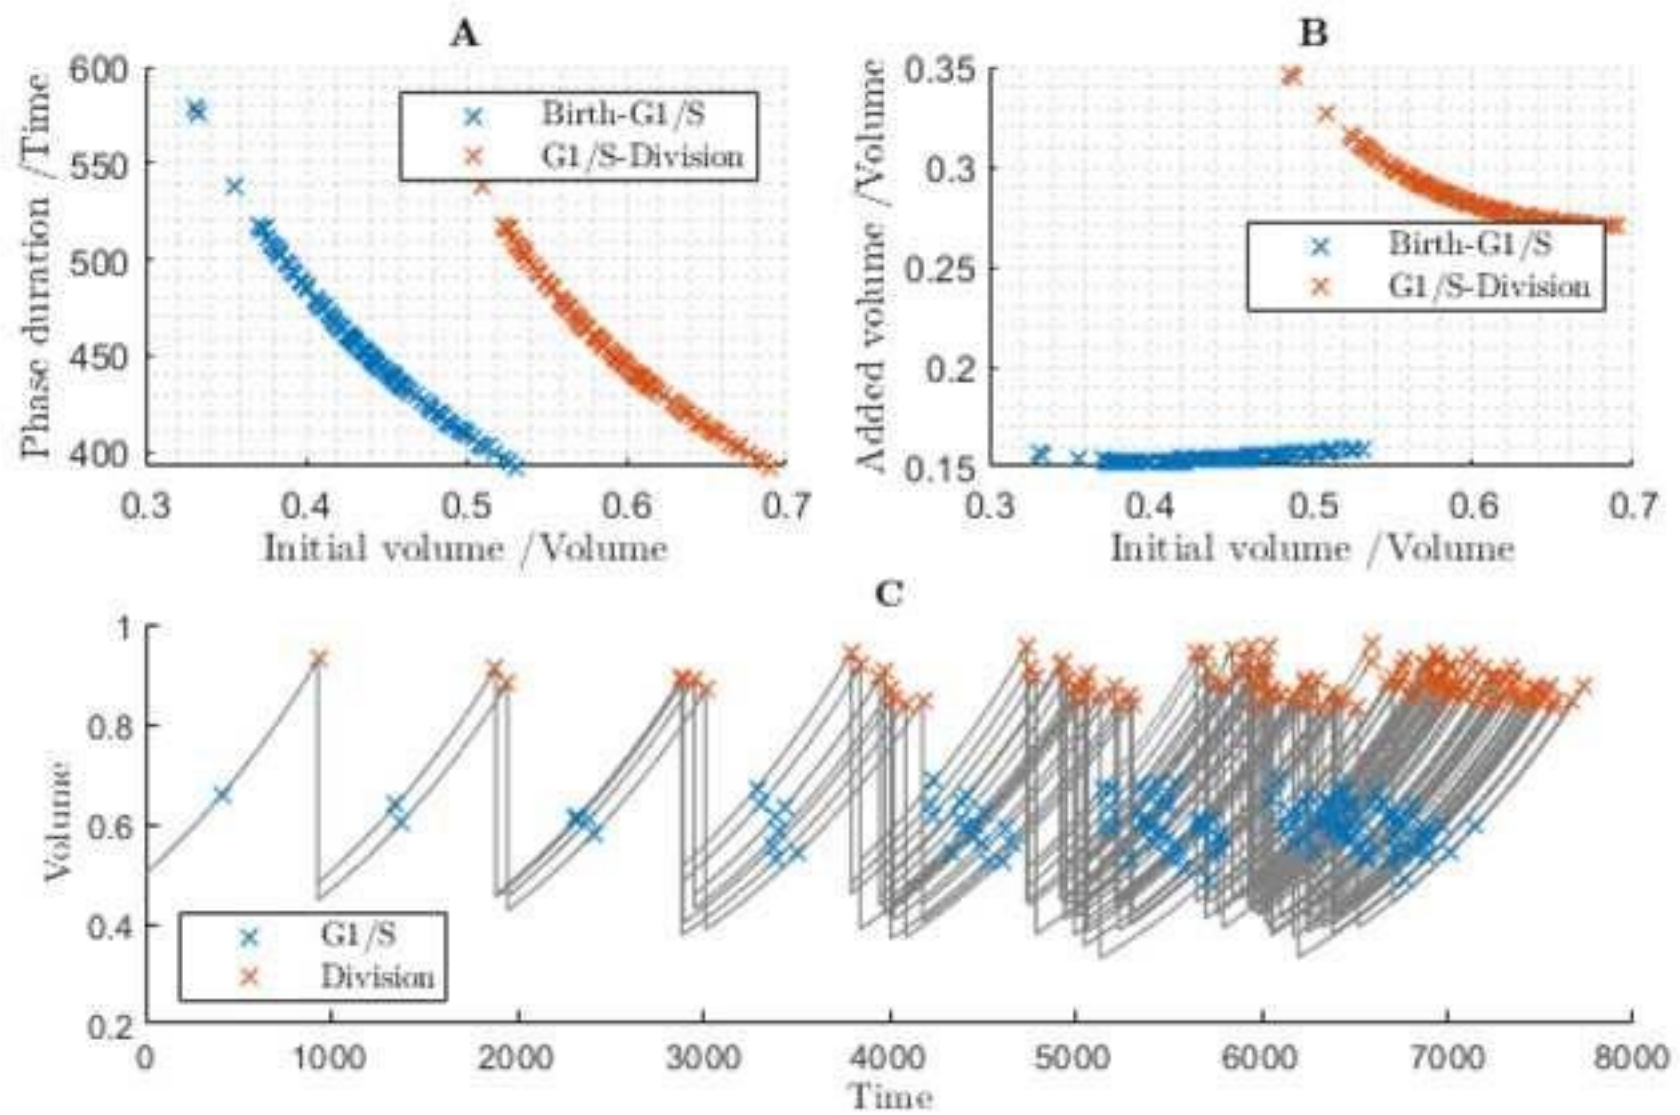 A
Phase duration /Time
600
550
500
450
400
Birth-G1/S
G1/S-Division
0.3 0.4 0.5 0.6 0.7
Initial volume /Volume
B
Added volume /Volume
0.35
0.3
0.25
0.2
0.15
Birth-G1/S
G1/S-Division
0.3 0.4 0.5 0.6 0.7
Initial volume /Volume
C
Volume
1
0.8
0.6
0.4
0.2
G1/S
Division
0 1000 2000 3000 4000 5000 6000 7000 8000
Time